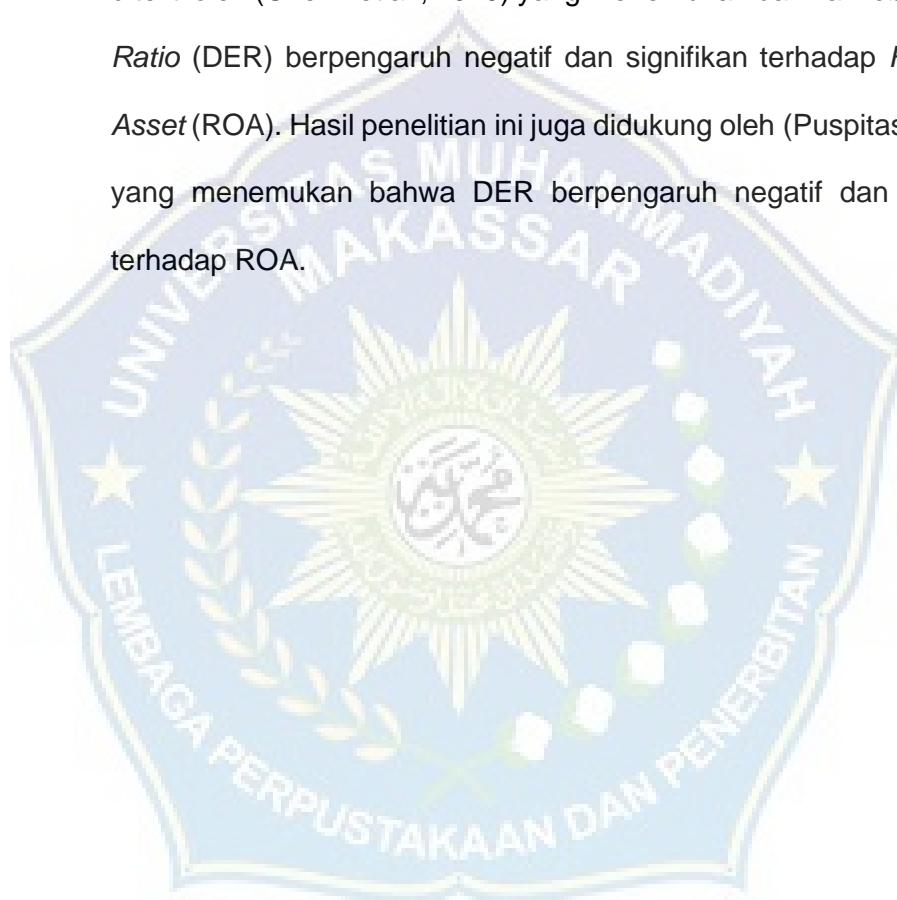 Ratio (DER) berpengaruh negatif dan signifikan terhadap
Asset (ROA). Hasil penelitian ini juga didukung oleh (Puspitas
yang menemukan bahwa DER berpengaruh negatif dan
terhadap ROA.
UNIVERSITAS MUHAMMADIYAH
MAKASSAR
LEMBAGA PERPUSTAKAAN DAN PENERBITAN